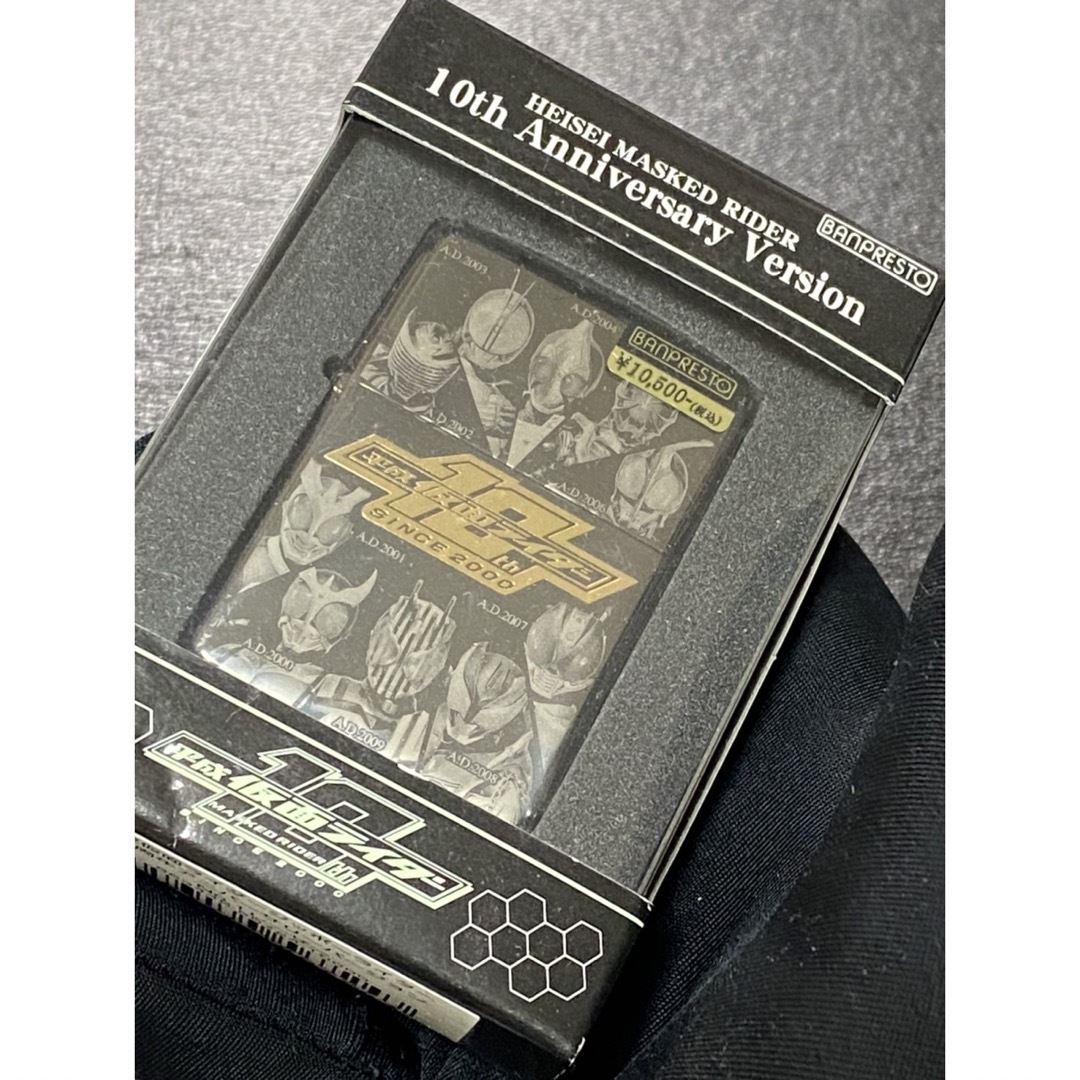 HEISEI MASKED RIDER
10th Anniversary Version
BANPRESTO
A.D.2003
A.D.2004
BANPRESTO
¥10,500-(税込)
A.D.2002
A.D.2006
平成仮面ライダー
10th
SINCE 2000
A.D.2001
A.D.2007
A.D.2000
A.D.2009
A.D.2008
平成仮面ライダー
10th
MASKED RIDER
SINCE2000